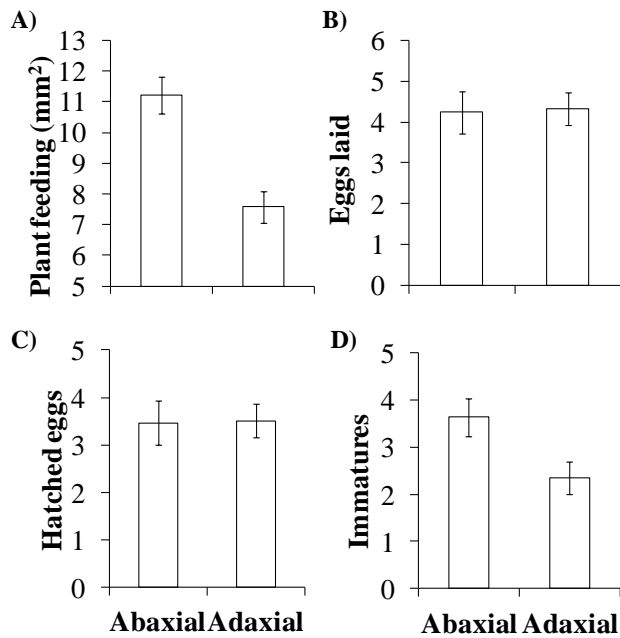 A)
Plant feeding (mm²)
13
12
11
10
9
8
7
6
5
B)
Eggs laid
6
5
4
3
2
1
0
C)
Hatched eggs
5
4
3
2
1
0
Abaxial Adaxial
D)
Immatures
5
4
3
2
1
0
Abaxial Adaxial